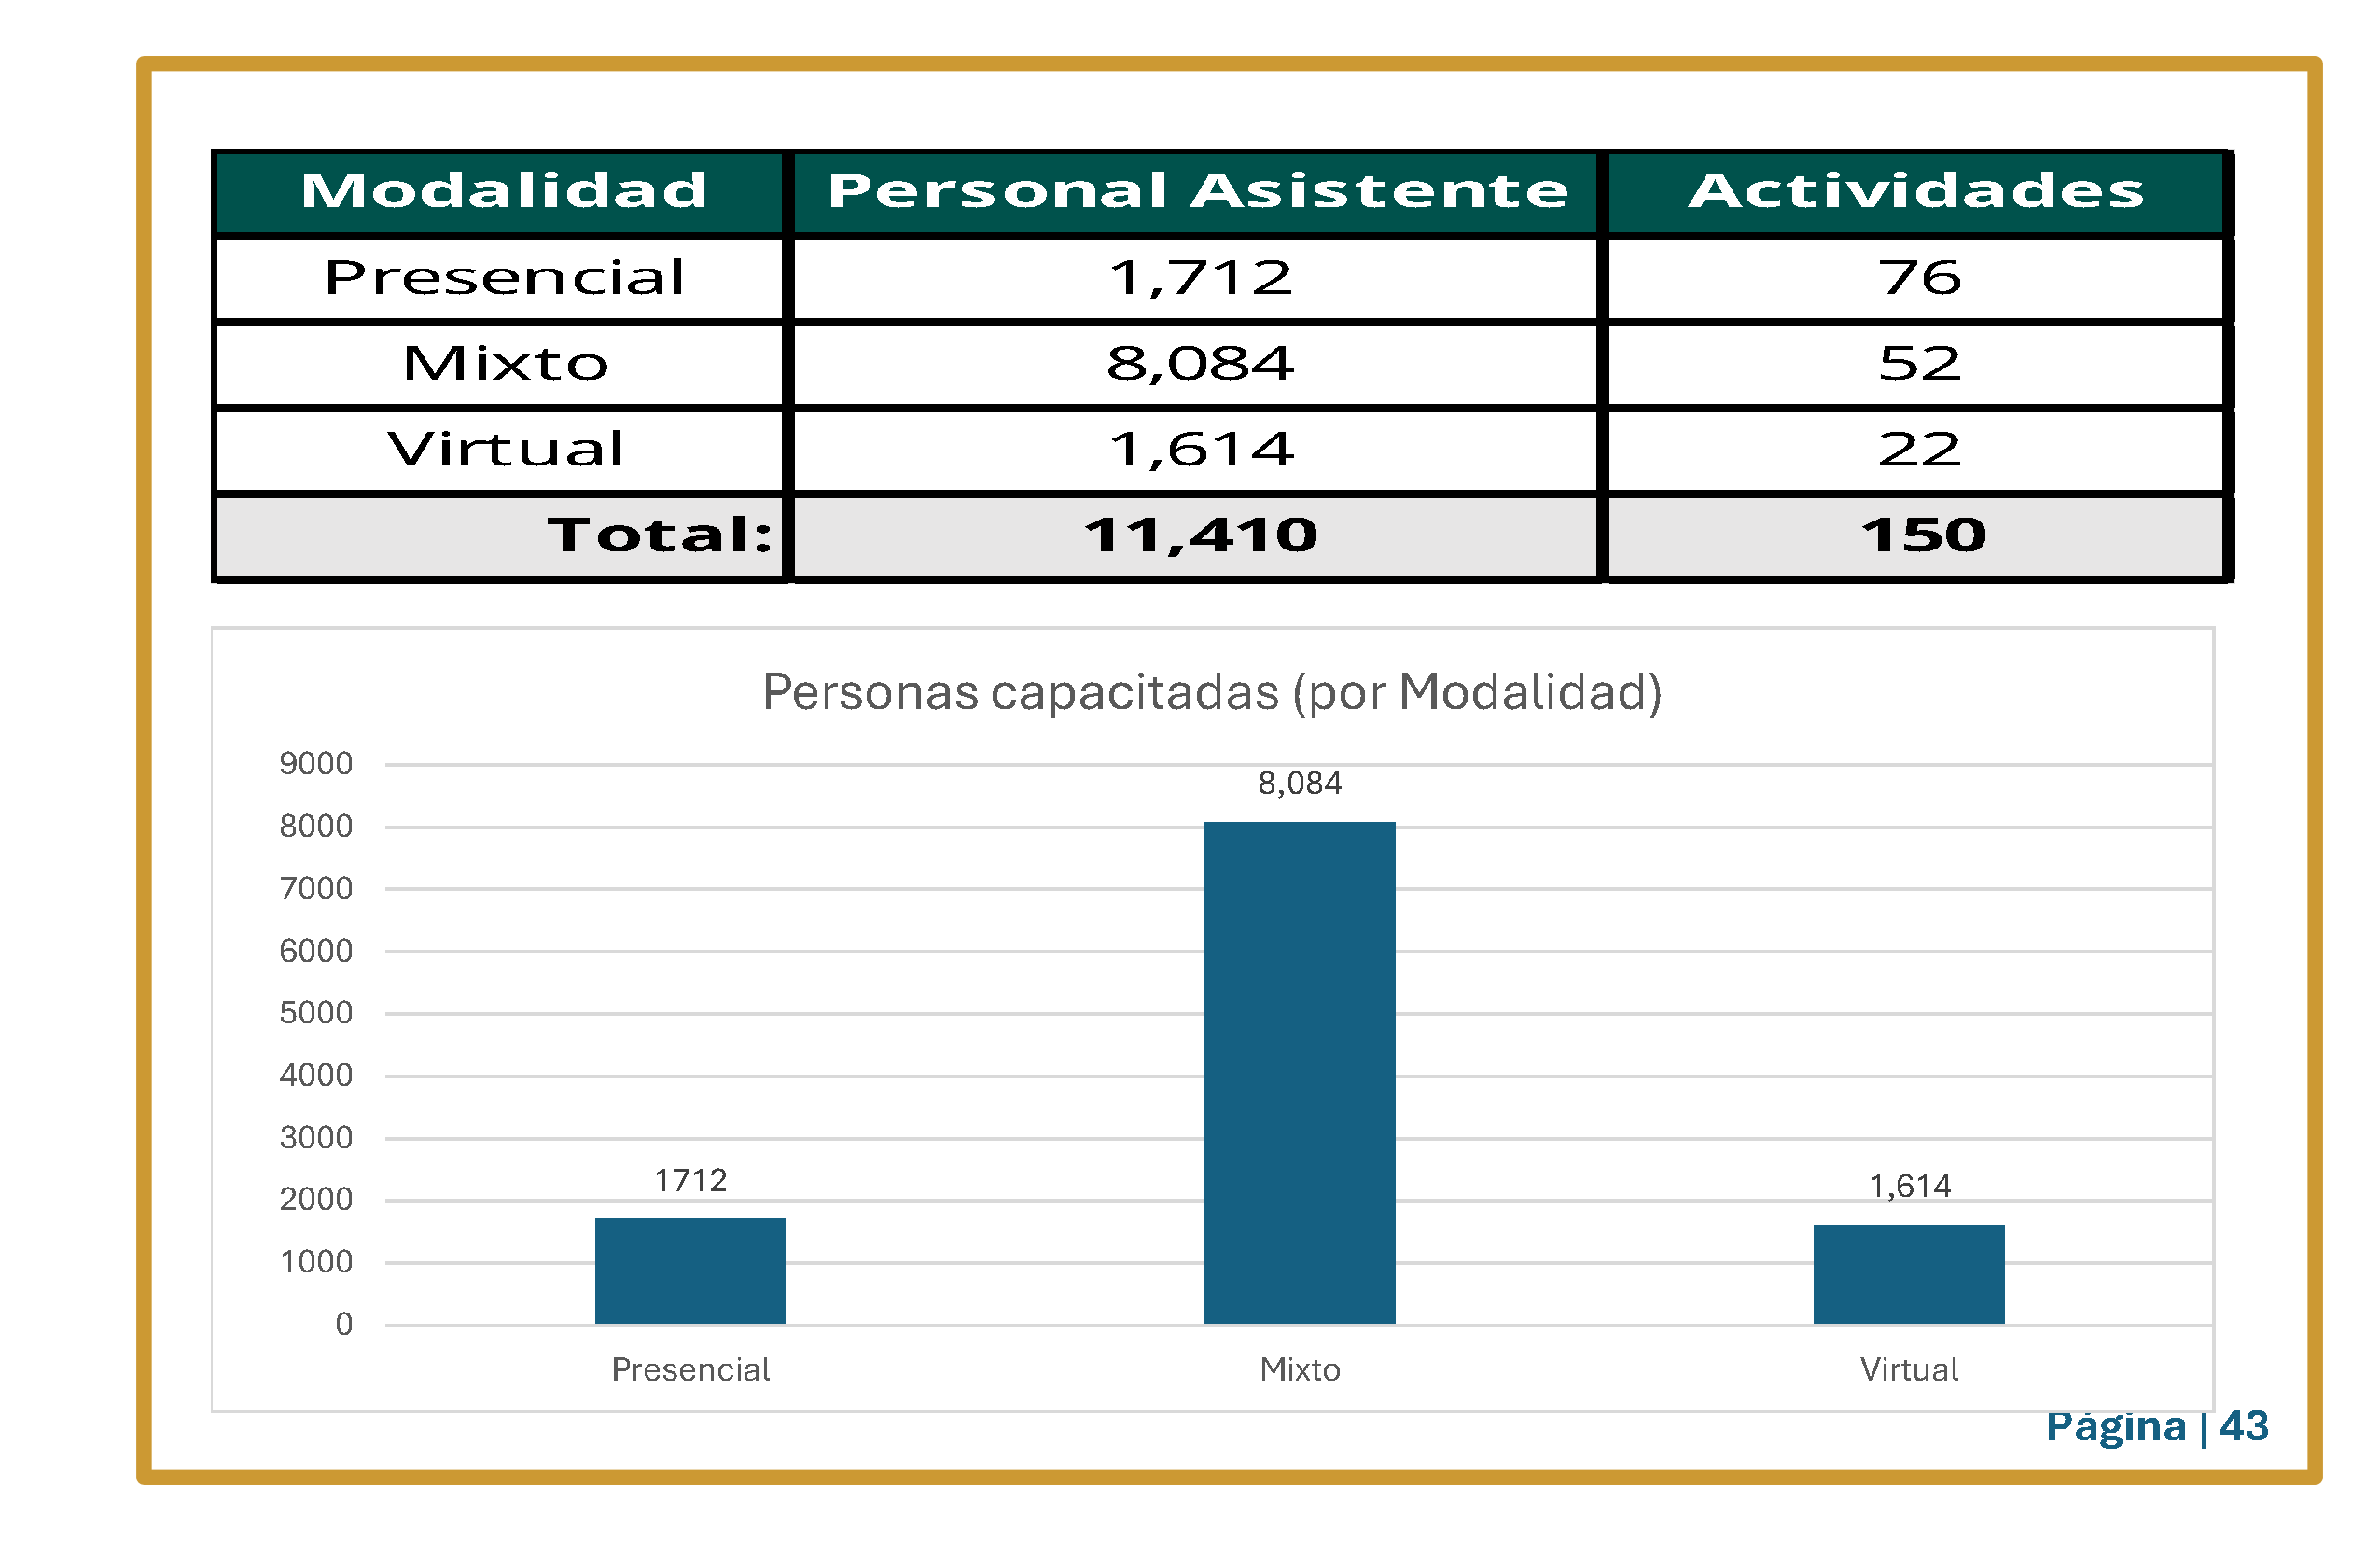 Modalidad Personal Asistente Actividades
Presencial 1,712 76
Mixto 8,084 52
Virtual 1,614 22
Total: 11,410 150
Personas capacitadas (por Modalidad)
9000
8,084
8000
7000
6000
5000
4000
3000
1712
1,614
2000
1000
0
Presencial Mixto Virtual
Página | 43